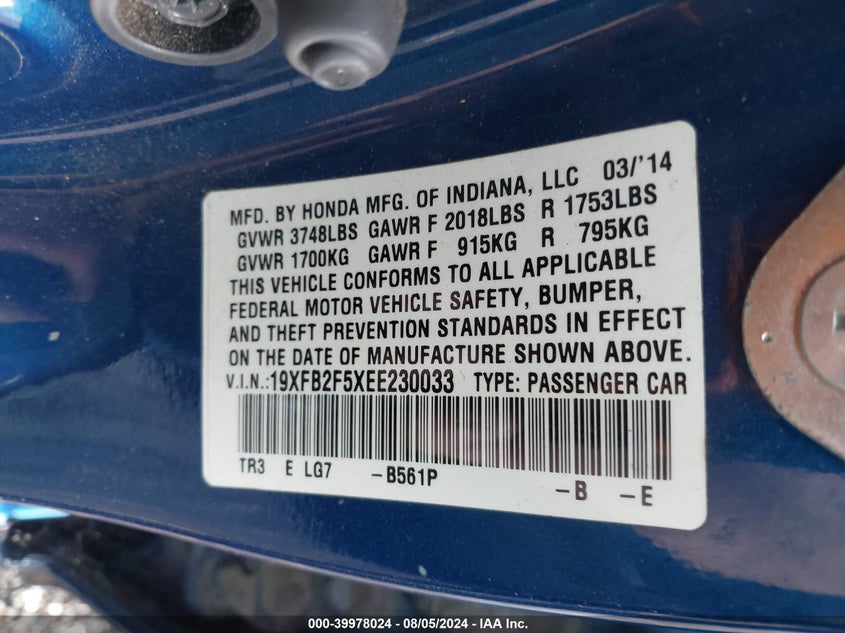 MFD. BY HONDA MFG. OF INDIANA, LLC 03/'14
GVWR 3748LBS GAWR F 2018LBS R 1753LBS
GVWR 1700KG GAWR F 915KG R 795KG
THIS VEHICLE CONFORMS TO ALL APPLICABLE
FEDERAL MOTOR VEHICLE SAFETY, BUMPER,
AND THEFT PREVENTION STANDARDS IN EFFECT
ON THE DATE OF MANUFACTURE SHOWN ABOVE.
V.I.N.:19XFB2F5XEE230033 TYPE: PASSENGER CAR
TR3 E LG7 -B561P -B -E
000-39978024 - 08/05/2024 - IAA Inc.